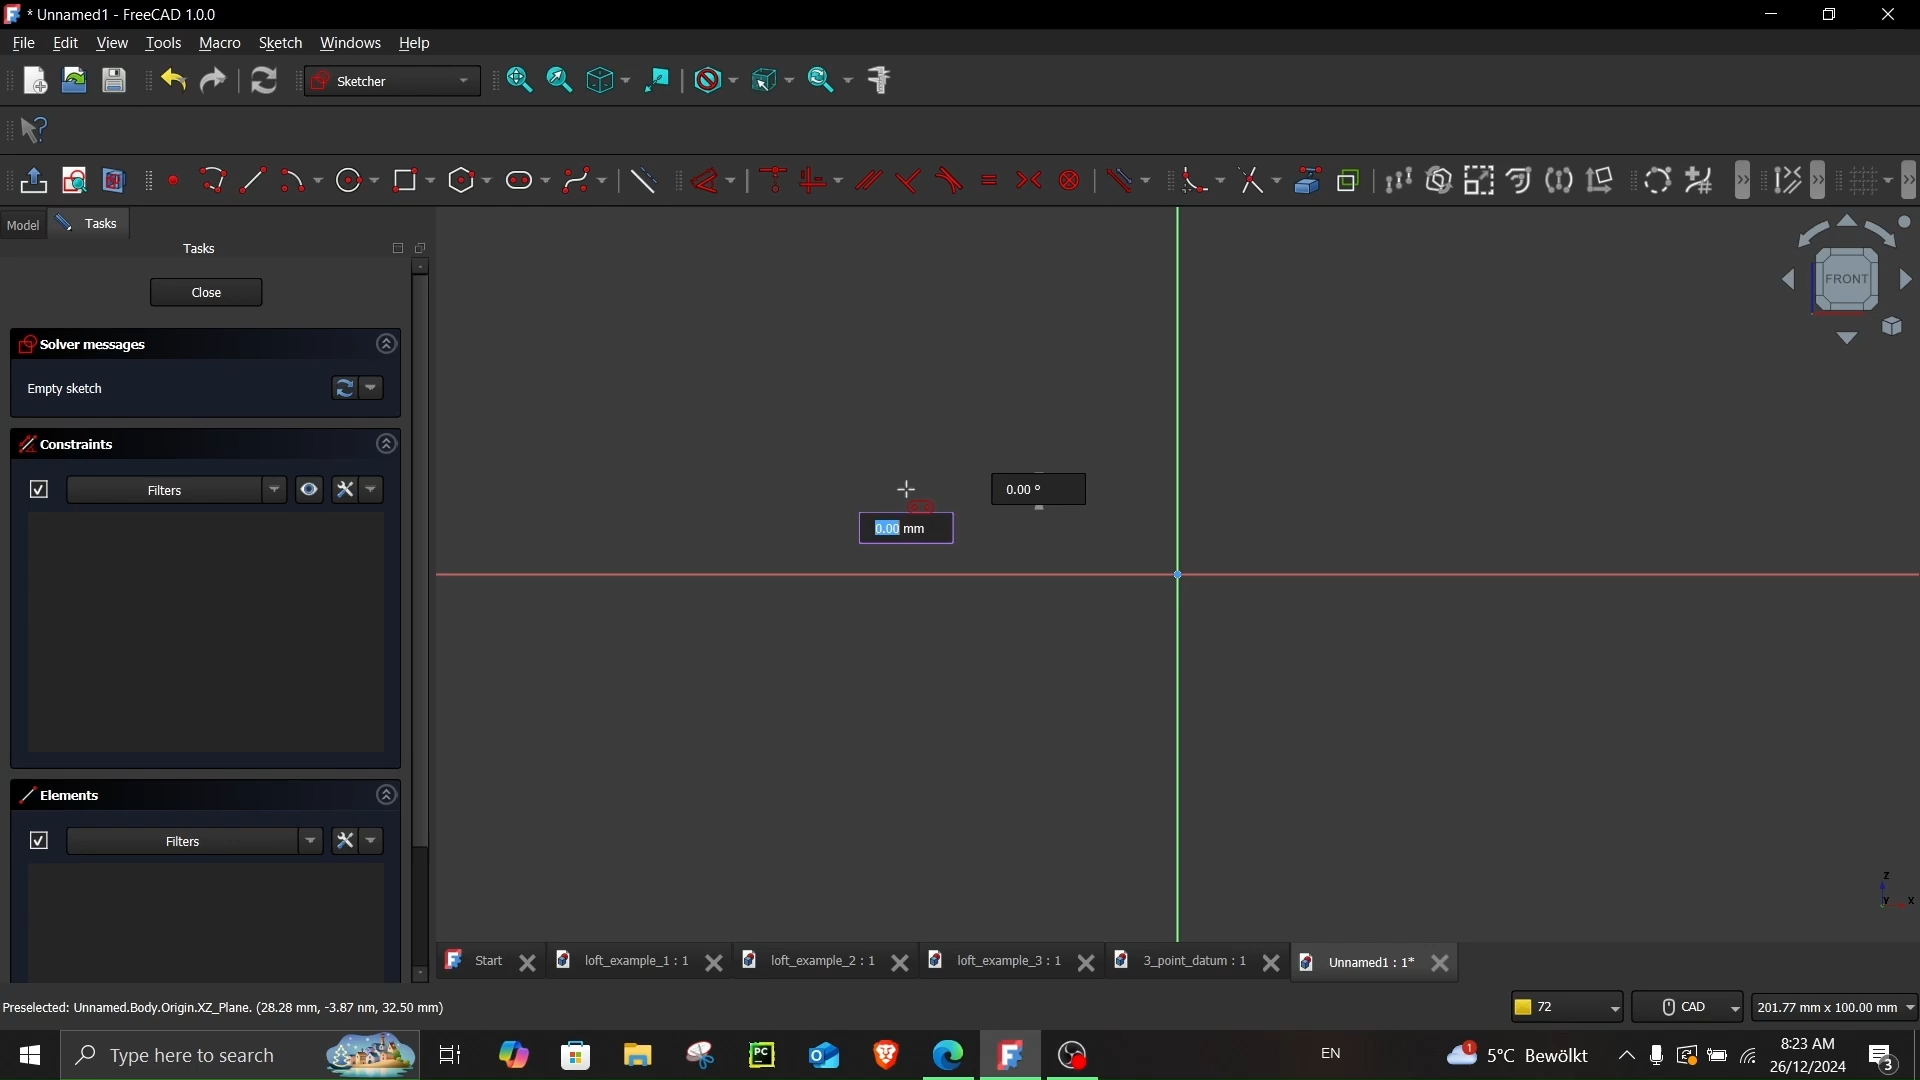 * Unnamed1 - FreeCAD 1.0.0
File Edit View Tools Macro Sketch Windows Help
Sketcher
Model Tasks
Tasks
Close
FRONT
Solver messages
Empty sketch
Constraints
Filters
0.00 °
0.00 mm
Elements
Filters
Z
Y X
Start loft_example_1 : 1 loft_example_2 : 1 loft_example_3 : 1 3_point_datum : 1 Unnamed1 : 1*
Preselected: Unnamed.Body.Origin.XZ_Plane. (28.28 mm, -3.87 nm, 32.50 mm) 72 CAD 201.77 mm x 100.00 mm
Type here to search PC EN 1 5°C Bewölkt 8:23 AM
26/12/2024 3